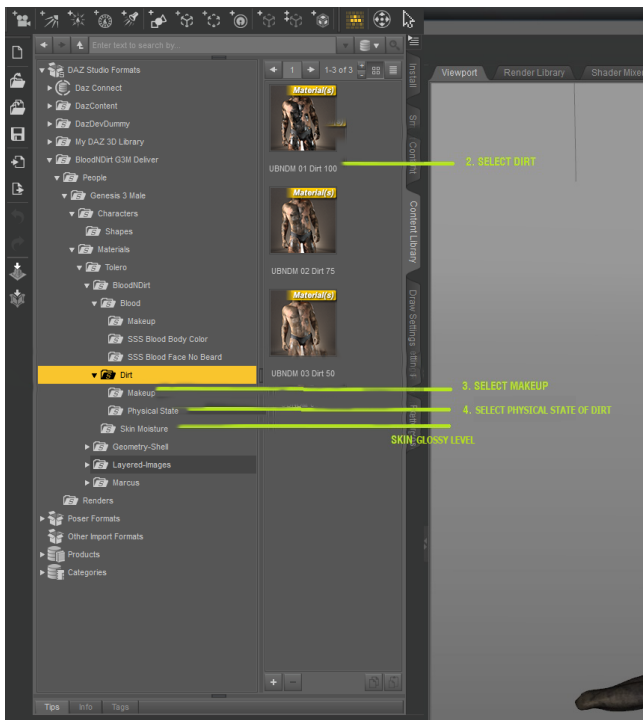 Enter text to search by...
DAZ Studio Formats
Daz Connect
DazContent
DazDevDummy
My DAZ 3D Library
BloodNDirt G3M Deliver
People
Genesis 3 Male
Characters
Shapes
Materials
Tolero
BloodNDirt
Blood
Makeup
SSS Blood Body Color
SSS Blood Face No Beard
Dirt
Makeup
Physical State
Skin Moisture
Geometry-Shell
Layered-Images
Marcus
Renders
Poser Formats
Other Import Formats
Products
Categories
1
1-3 of 3
Material(s)
UBNDM 01 Dirt 100
Material(s)
UBNDM 02 Dirt 75
Material(s)
UBNDM 03 Dirt 50
Install
Content
Content Library
Draw Settings
Viewport
Render Library
Shader Mixer
2. SELECT DIRT
3. SELECT MAKEUP
4. SELECT PHYSICAL STATE OF DIRT
SKIN GLOSSY LEVEL
Tips
Info
Tags